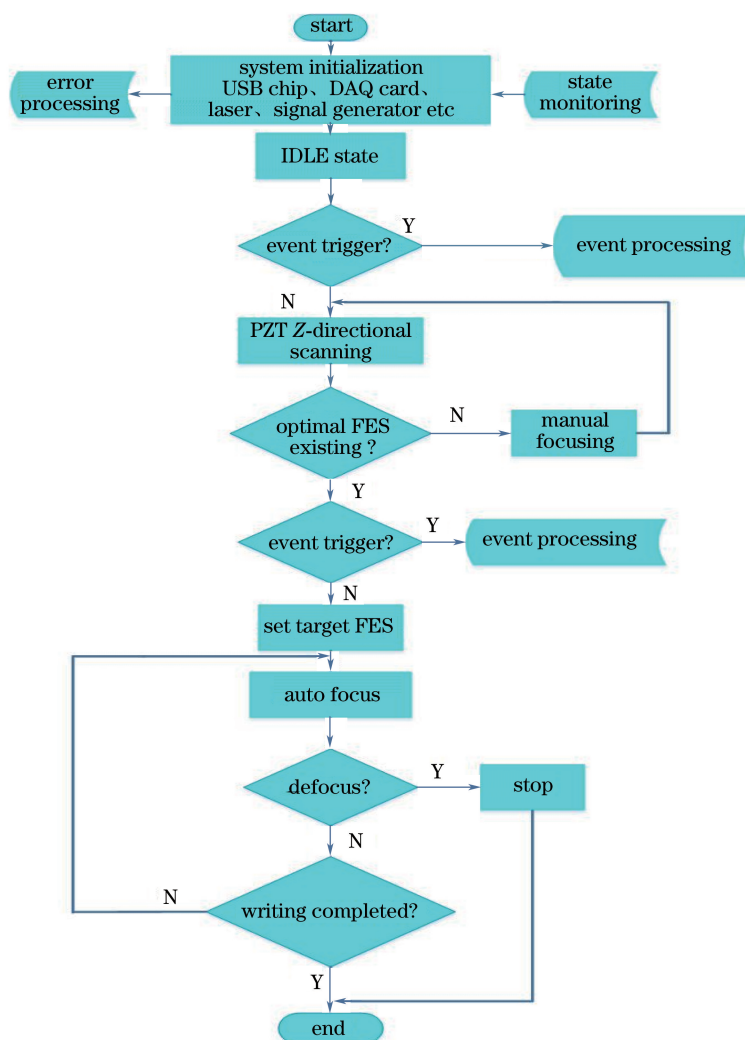 start
error
processing
system initialization
USB chip、DAQ card、
laser、signal generator etc
state
monitoring
IDLE state
event trigger?
Y
event processing
N
PZT Z-directional
scanning
optimal FES
existing ?
N
manual
focusing
Y
event trigger?
Y
event processing
N
set target FES
auto focus
defocus?
Y
stop
N
writing completed?
N
Y
end